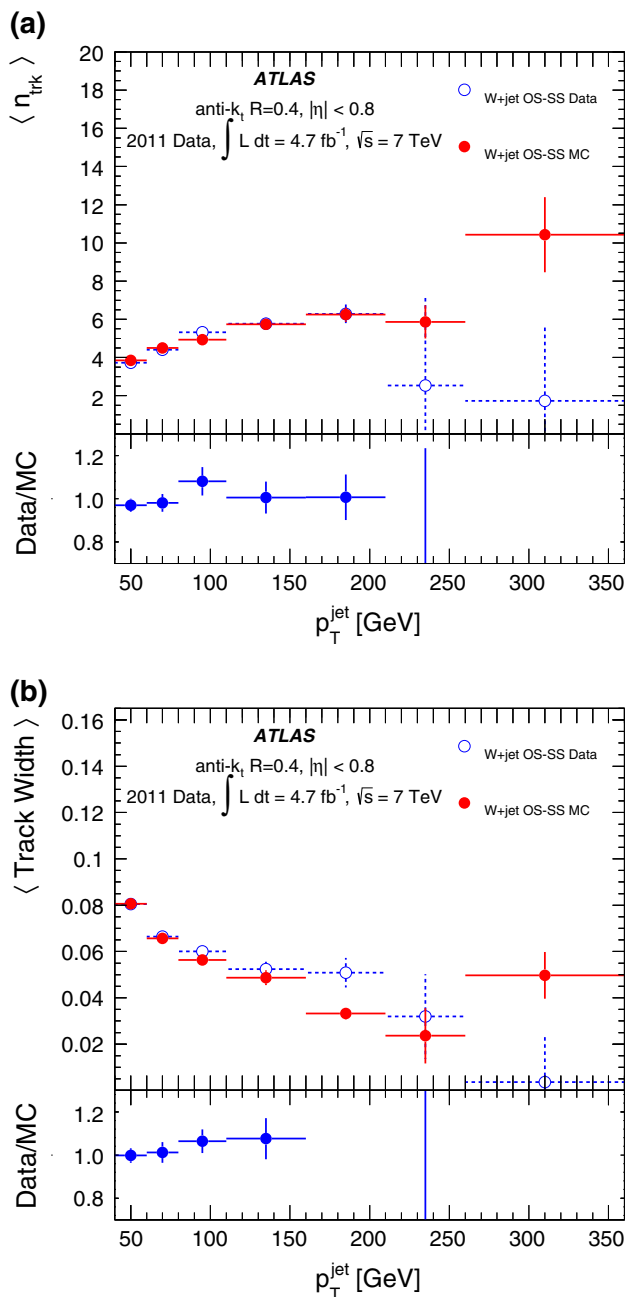 (a)
⟨ n_trk ⟩
20
18
16
14
12
10
8
6
4
2
ATLAS
anti-k_t R=0.4, |η| < 0.8
2011 Data, ∫ L dt = 4.7 fb⁻¹, √s = 7 TeV
W+jet OS-SS Data
W+jet OS-SS MC
Data/MC
1.2
1.0
0.8
50 100 150 200 250 300 350
p_T^jet [GeV]
(b)
⟨ Track Width ⟩
0.16
0.14
0.12
0.1
0.08
0.06
0.04
0.02
ATLAS
anti-k_t R=0.4, |η| < 0.8
2011 Data, ∫ L dt = 4.7 fb⁻¹, √s = 7 TeV
W+jet OS-SS Data
W+jet OS-SS MC
Data/MC
1.2
1.0
0.8
50 100 150 200 250 300 350
p_T^jet [GeV]